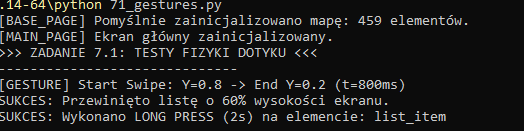 .14-64\python 71_gestures.py
[BASE_PAGE] Pomyślnie zainicjalizowano mapę: 459 elementów.
[MAIN_PAGE] Ekran główny zainicjalizowany.
>>> ZADANIE 7.1: TESTY FIZYKI DOTYKU <<<
------------------------------
[GESTURE] Start Swipe: Y=0.8 -> End Y=0.2 (t=800ms)
SUKCES: Przewinięto listę o 60% wysokości ekranu.
SUKCES: Wykonano LONG PRESS (2s) na elemencie: list_item